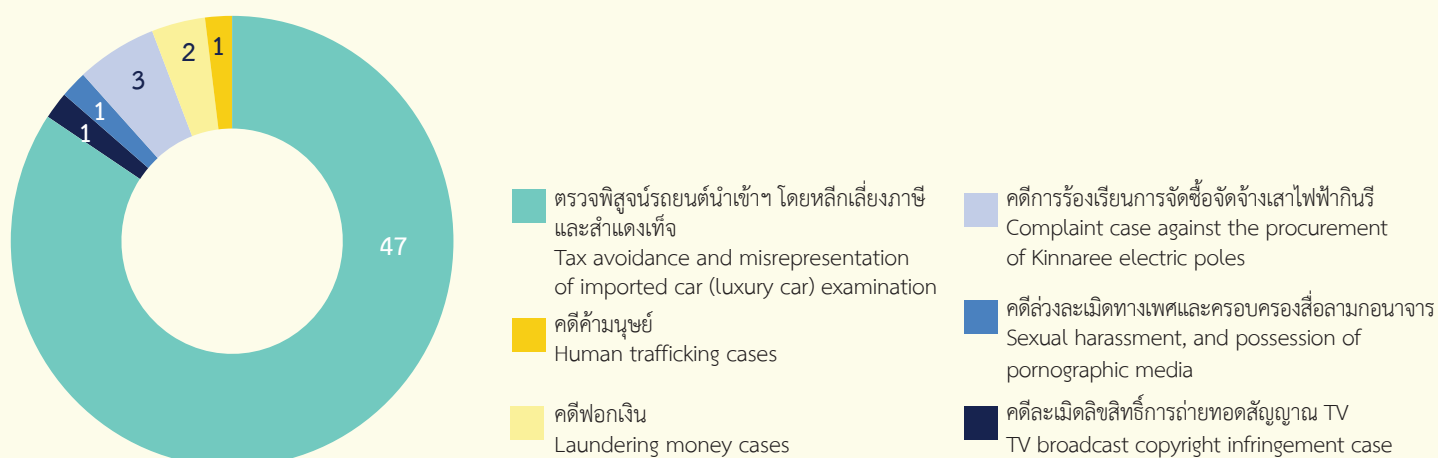 1
2
3
1
1
47
ตรวจพิสูจน์รถยนต์นำเข้าฯ โดยหลีกเลี่ยงภาษี
และสำแดงเท็จ
Tax avoidance and misrepresentation
of imported car (luxury car) examination
คดีค้ามนุษย์
Human trafficking cases
คดีฟอกเงิน
Laundering money cases
คดีการร้องเรียนการจัดซื้อจัดจ้างเสาไฟฟ้ากินรี
Complaint case against the procurement
of Kinnaree electric poles
คดีล่วงละเมิดทางเพศและครอบครองสื่อลามกอนาจาร
Sexual harassment, and possession of
pornographic media
คดีละเมิดลิขสิทธิ์การถ่ายทอดสัญญาณ TV
TV broadcast copyright infringement case